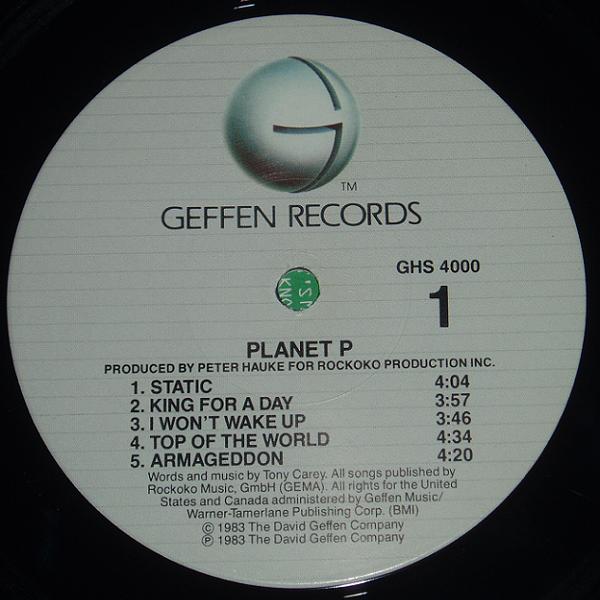 TM
GEFFEN RECORDS
GHS 4000
1
PLANET P
PRODUCED BY PETER HAUKE FOR ROCKOKO PRODUCTION INC.
1. STATIC 4:04
2. KING FOR A DAY 3:57
3. I WON'T WAKE UP 3:46
4. TOP OF THE WORLD 4:34
5. ARMAGEDDON 4:20
Words and music by Tony Carey. All songs published by
Rockoko Music, GmbH (GEMA). All rights for the United
States and Canada administered by Geffen Music/
Warner-Tamerlane Publishing Corp. (BMI)
© 1983 The David Geffen Company
℗ 1983 The David Geffen Company